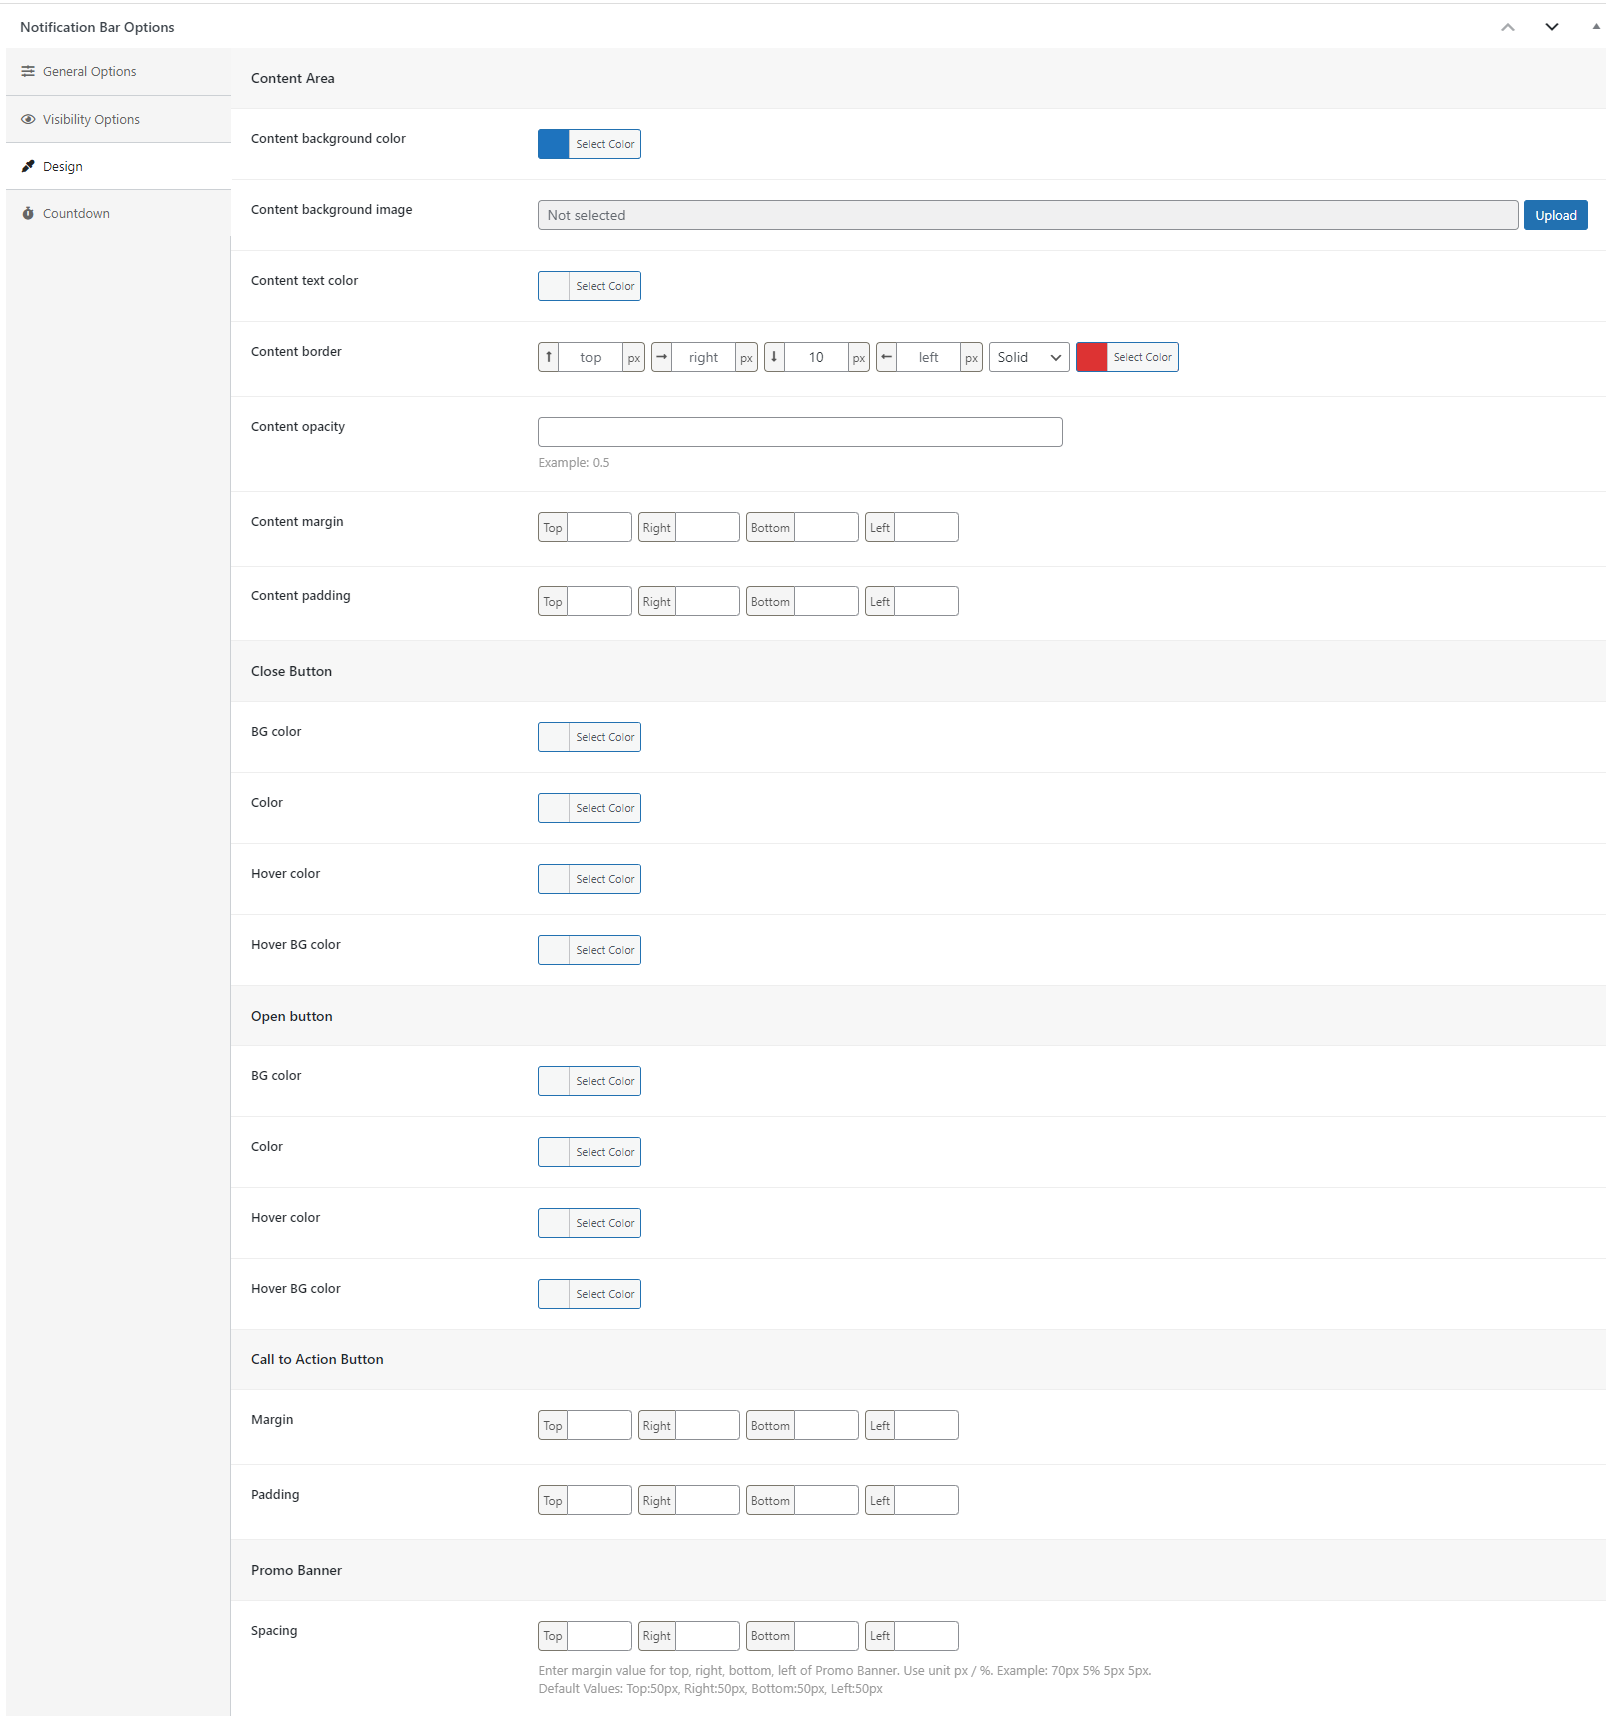 Notification Bar Options
General Options
Visibility Options
Design
Countdown
Content Area
Content background color Select Color
Content background image Not selected Upload
Content text color Select Color
Content border top px right px 10 px left px Solid Select Color
Content opacity
Example: 0.5
Content margin Top Right Bottom Left
Content padding Top Right Bottom Left
Close Button
BG color Select Color
Color Select Color
Hover color Select Color
Hover BG color Select Color
Open button
BG color Select Color
Color Select Color
Hover color Select Color
Hover BG color Select Color
Call to Action Button
Margin Top Right Bottom Left
Padding Top Right Bottom Left
Promo Banner
Spacing Top Right Bottom Left
Enter margin value for top, right, bottom, left of Promo Banner. Use unit px / %. Example: 70px 5% 5px 5px.
Default Values: Top:50px, Right:50px, Bottom:50px, Left:50px